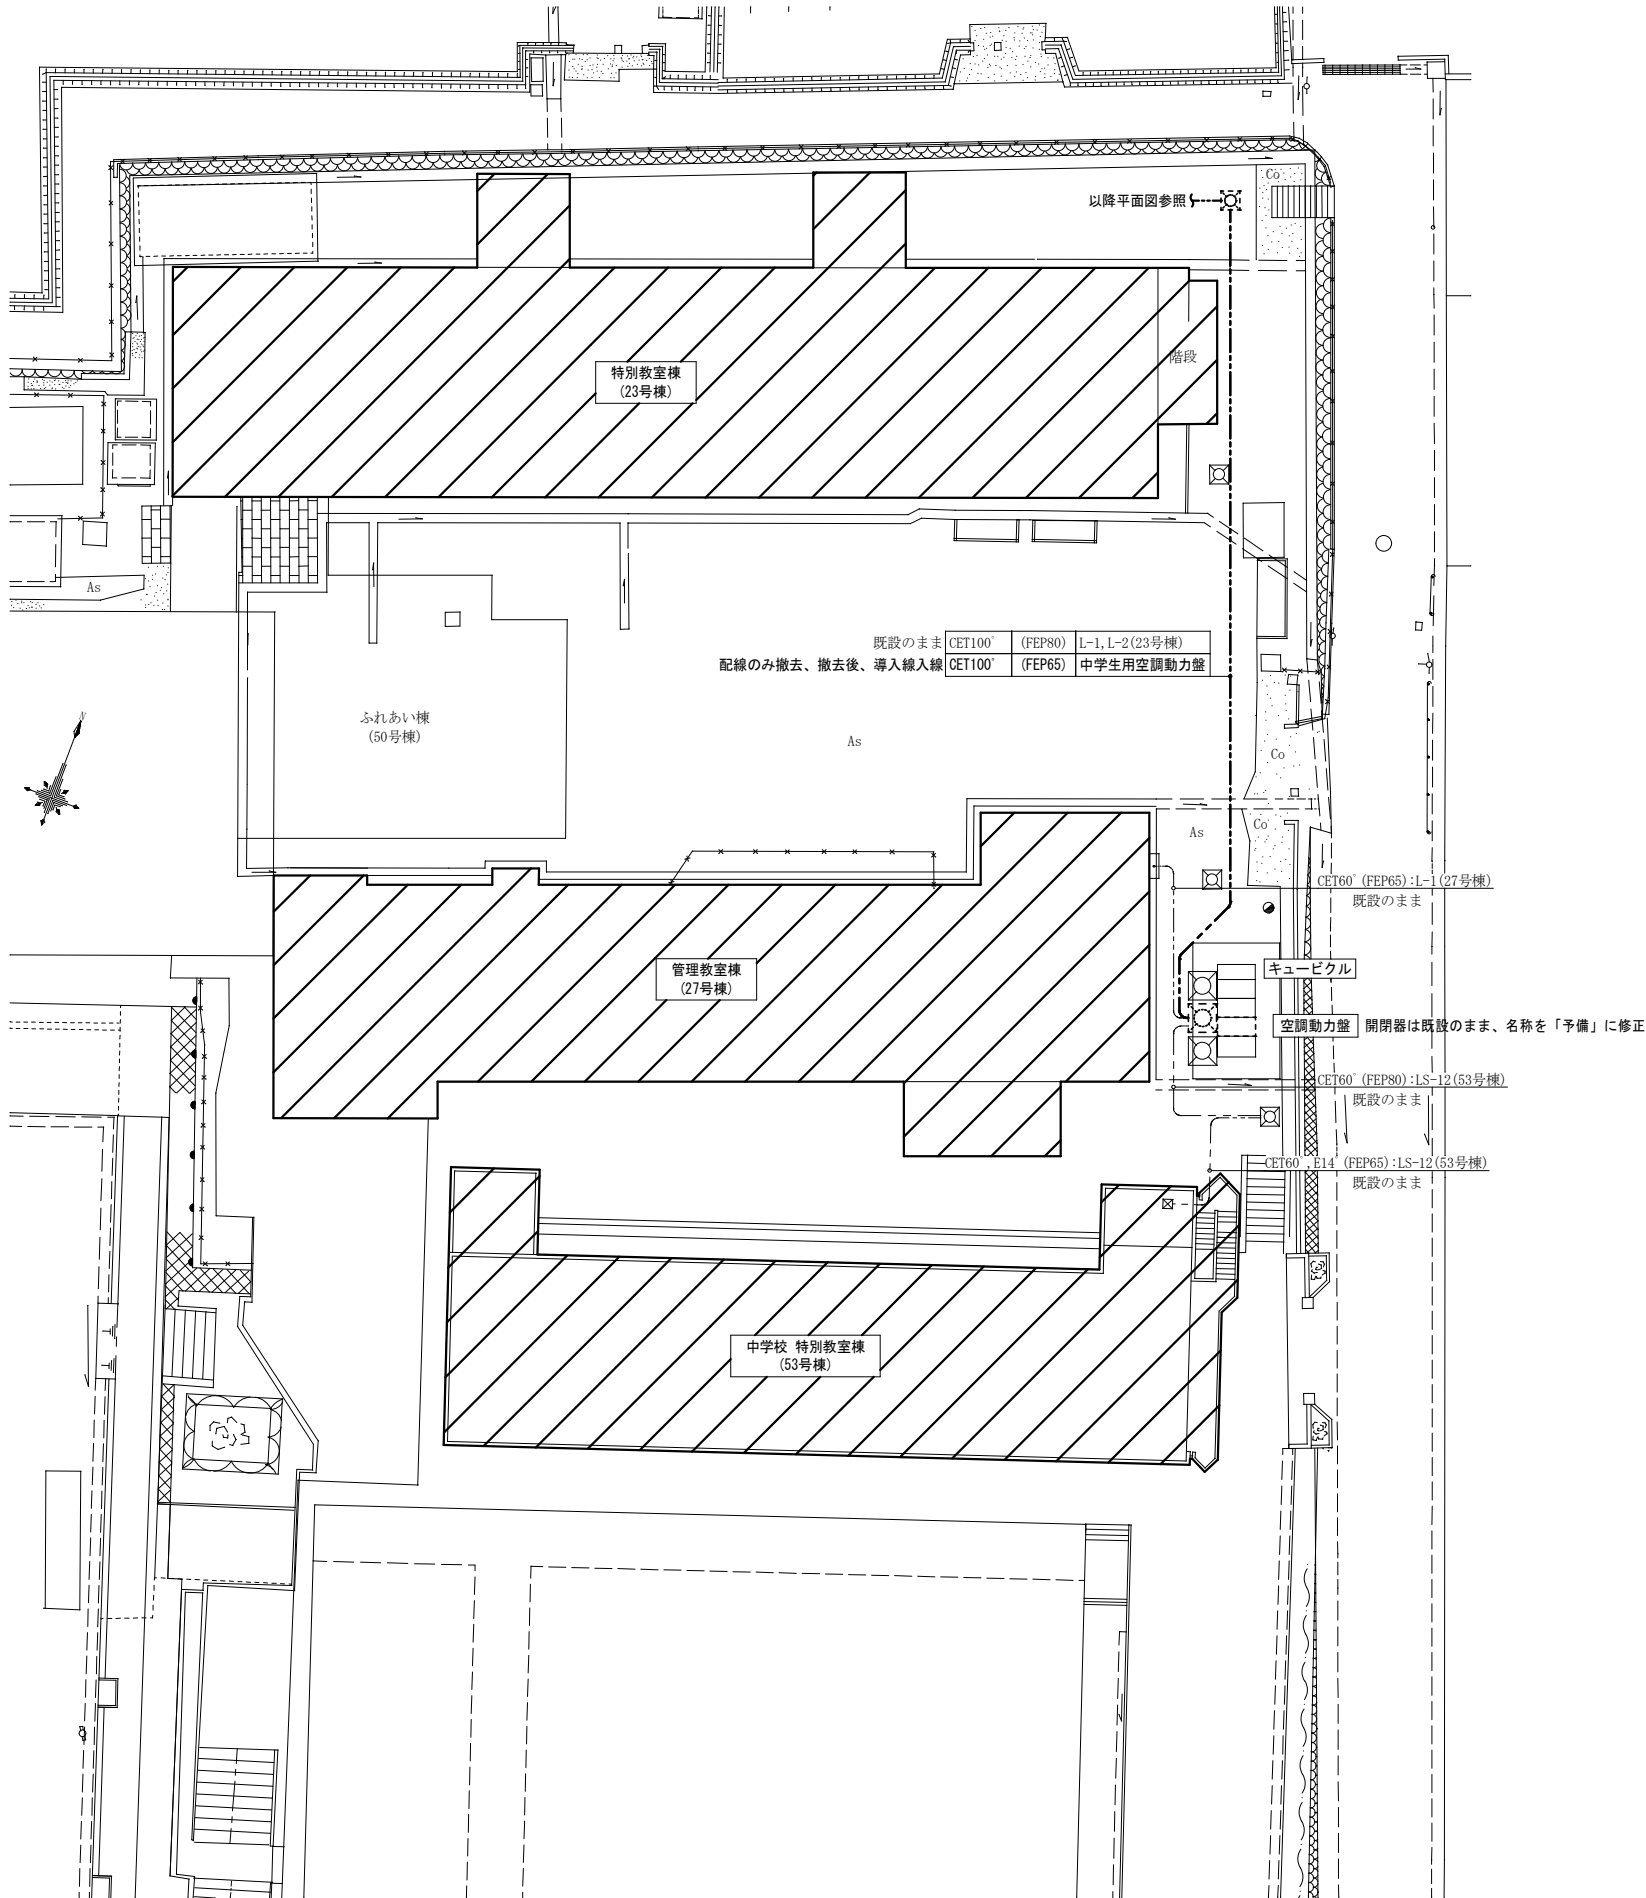 Co
以降平面図参照
階段
特別教室棟
(23号棟)
As
既設のまま CET100° (FEP80) L-1,L-2(23号棟)
配線のみ撤去、撤去後、導入線入線 CET100° (FEP65) 中学生用空調動力盤
N
ふれあい棟
(50号棟)
As
Co
As
Co
CET60°(FEP65):L-1(27号棟)
既設のまま
管理教室棟
(27号棟)
キュービクル
空調動力盤 開閉器は既設のまま、名称を「予備」に修正
CET60°(FEP80):LS-12(53号棟)
既設のまま
CET60°,E14°(FEP65):LS-12(53号棟)
既設のまま
中学校 特別教室棟
(53号棟)